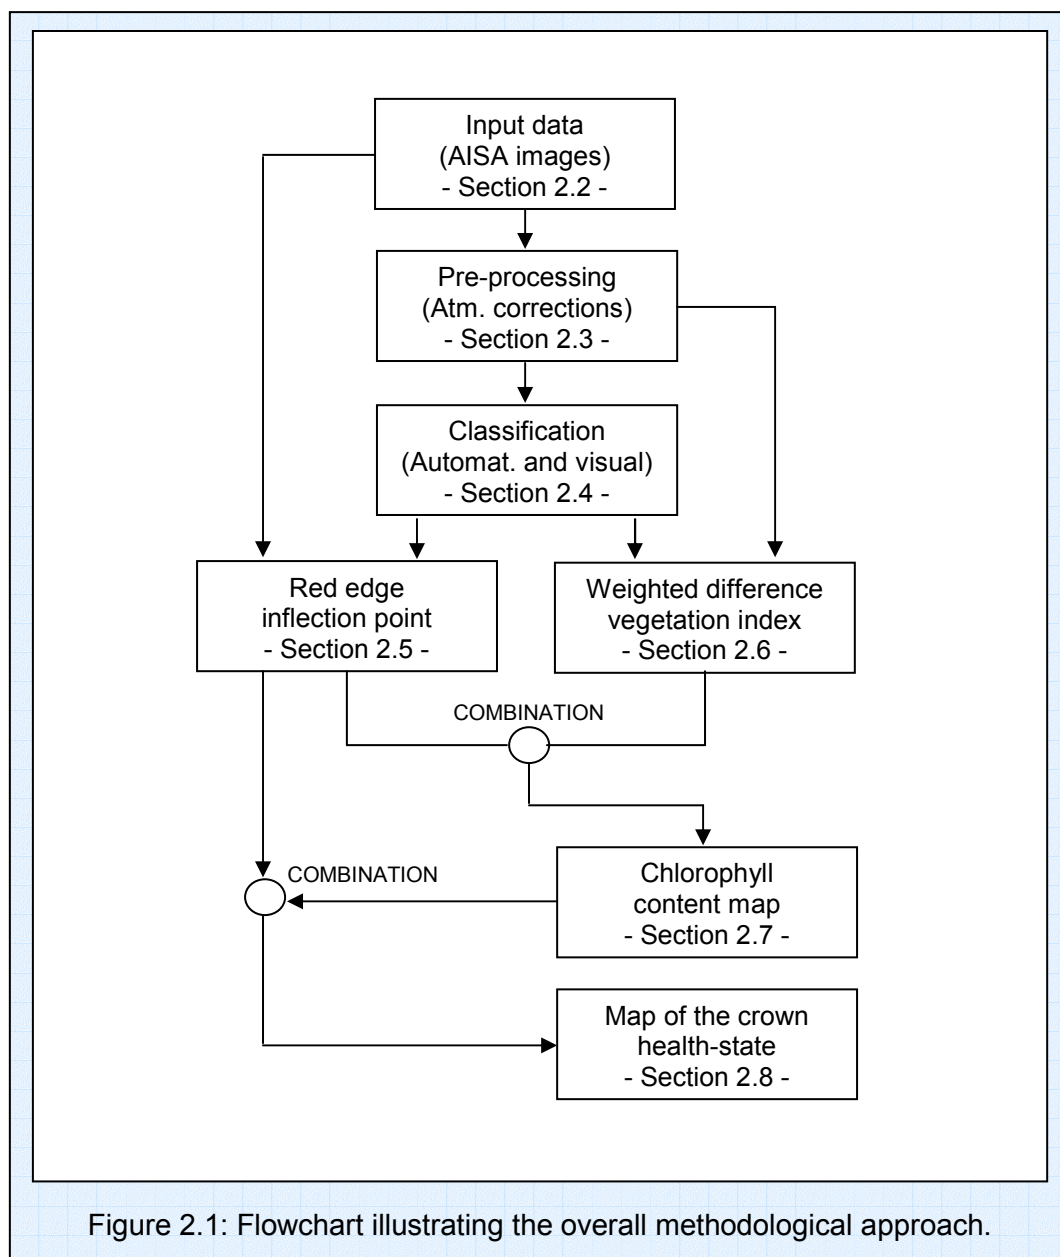 Input data
(AISA images)
- Section 2.2 -
Pre-processing
(Atm. corrections)
- Section 2.3 -
Classification
(Automat. and visual)
- Section 2.4 -
Red edge
inflection point
- Section 2.5 -
Weighted difference
vegetation index
- Section 2.6 -
COMBINATION
COMBINATION
Chlorophyll
content map
- Section 2.7 -
Map of the crown
health-state
- Section 2.8 -
Figure 2.1: Flowchart illustrating the overall methodological approach.